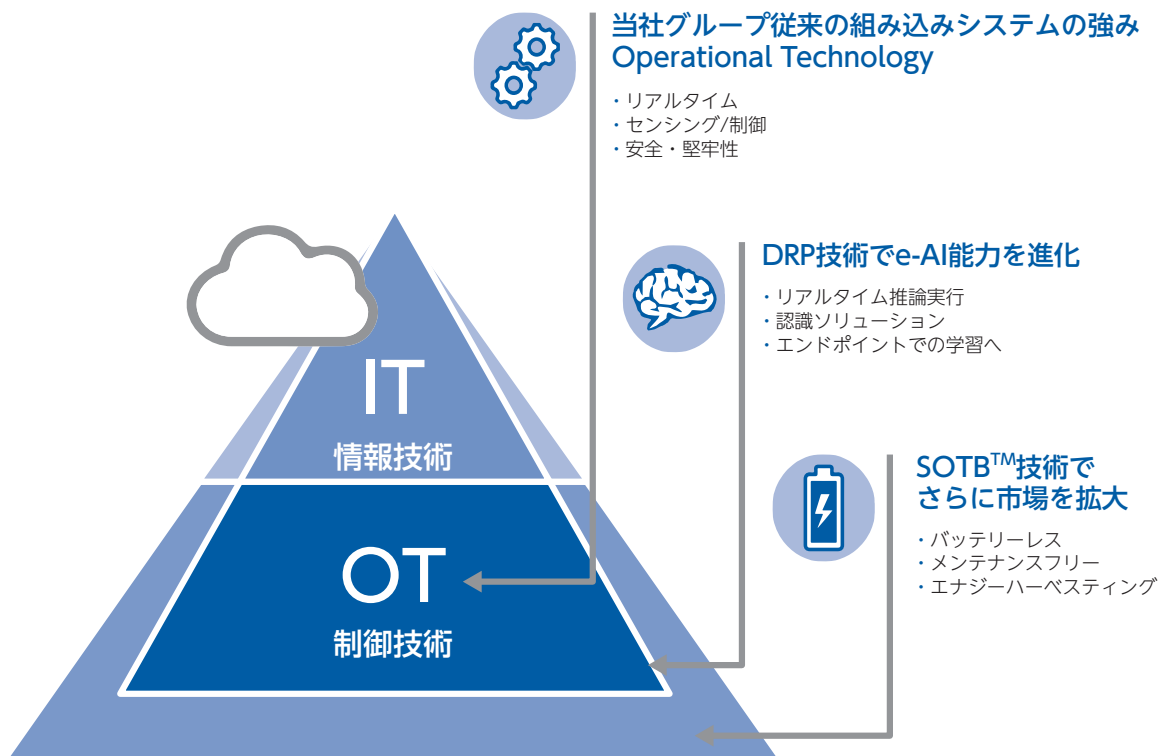 当社グループ従来の組み込みシステムの強み
Operational Technology
・リアルタイム
・センシング/制御
・安全・堅牢性
DRP技術でe-AI能力を進化
・リアルタイム推論実行
・認識ソリューション
・エンドポイントでの学習へ
IT
情報技術
SOTB™技術で
さらに市場を拡大
・バッテリーレス
・メンテナンスフリー
・エナジーハーベスティング
OT
制御技術